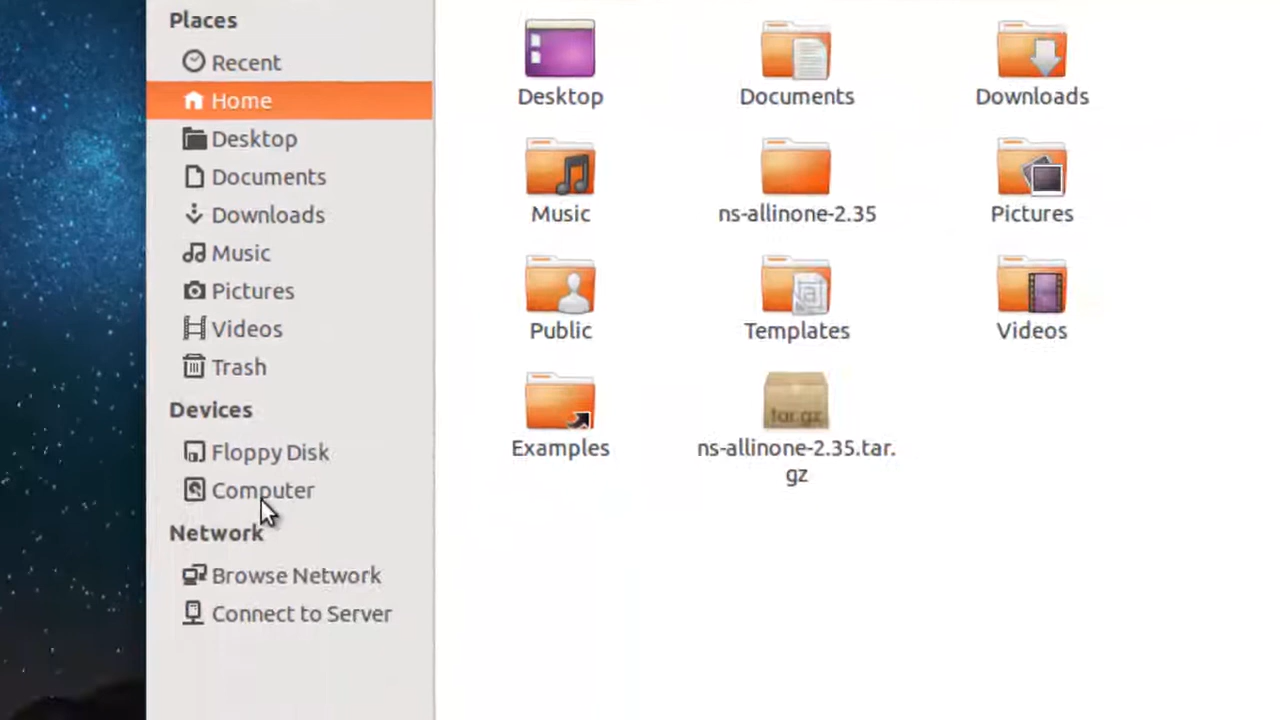 Places
Recent
Home
Desktop
Documents
Downloads
Music
Pictures
Videos
Trash
Devices
Floppy Disk
Computer
Network
Browse Network
Connect to Server
Desktop
Documents
Downloads
Music
ns-allinone-2.35
Pictures
Public
Templates
Videos
Examples
tar.gz
ns-allinone-2.35.tar.
gz